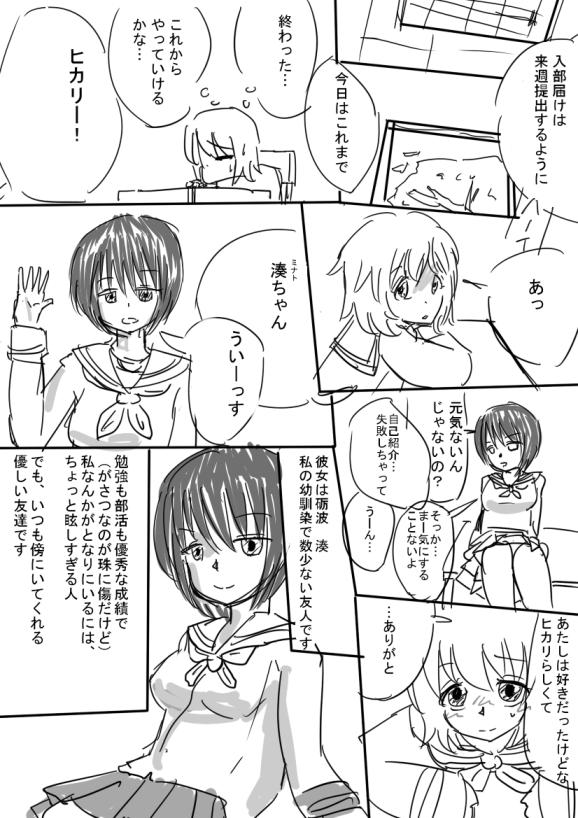 入部届けは
来週提出するように
今日はこれまで
終わった…
これから
やっていける
かな…
ヒカリー！
あっ
湊ちゃん
ミナト
ういーっす
元気ないん
じゃないの？
自己紹介…
失敗しちゃって
うーん…
そっか…
まー気にする
ことないよ
彼女は砺波　湊
私の幼馴染で数少ない友人です
勉強も部活も優秀な成績で
（がさつなのが珠に傷だけど）
私なんかがとなりにいるには、
ちょっと眩しすぎる人
でも、いつも傍にいてくれる
優しい友達です
あたしは好きだったけどな
ヒカリらしくて
…ありがと